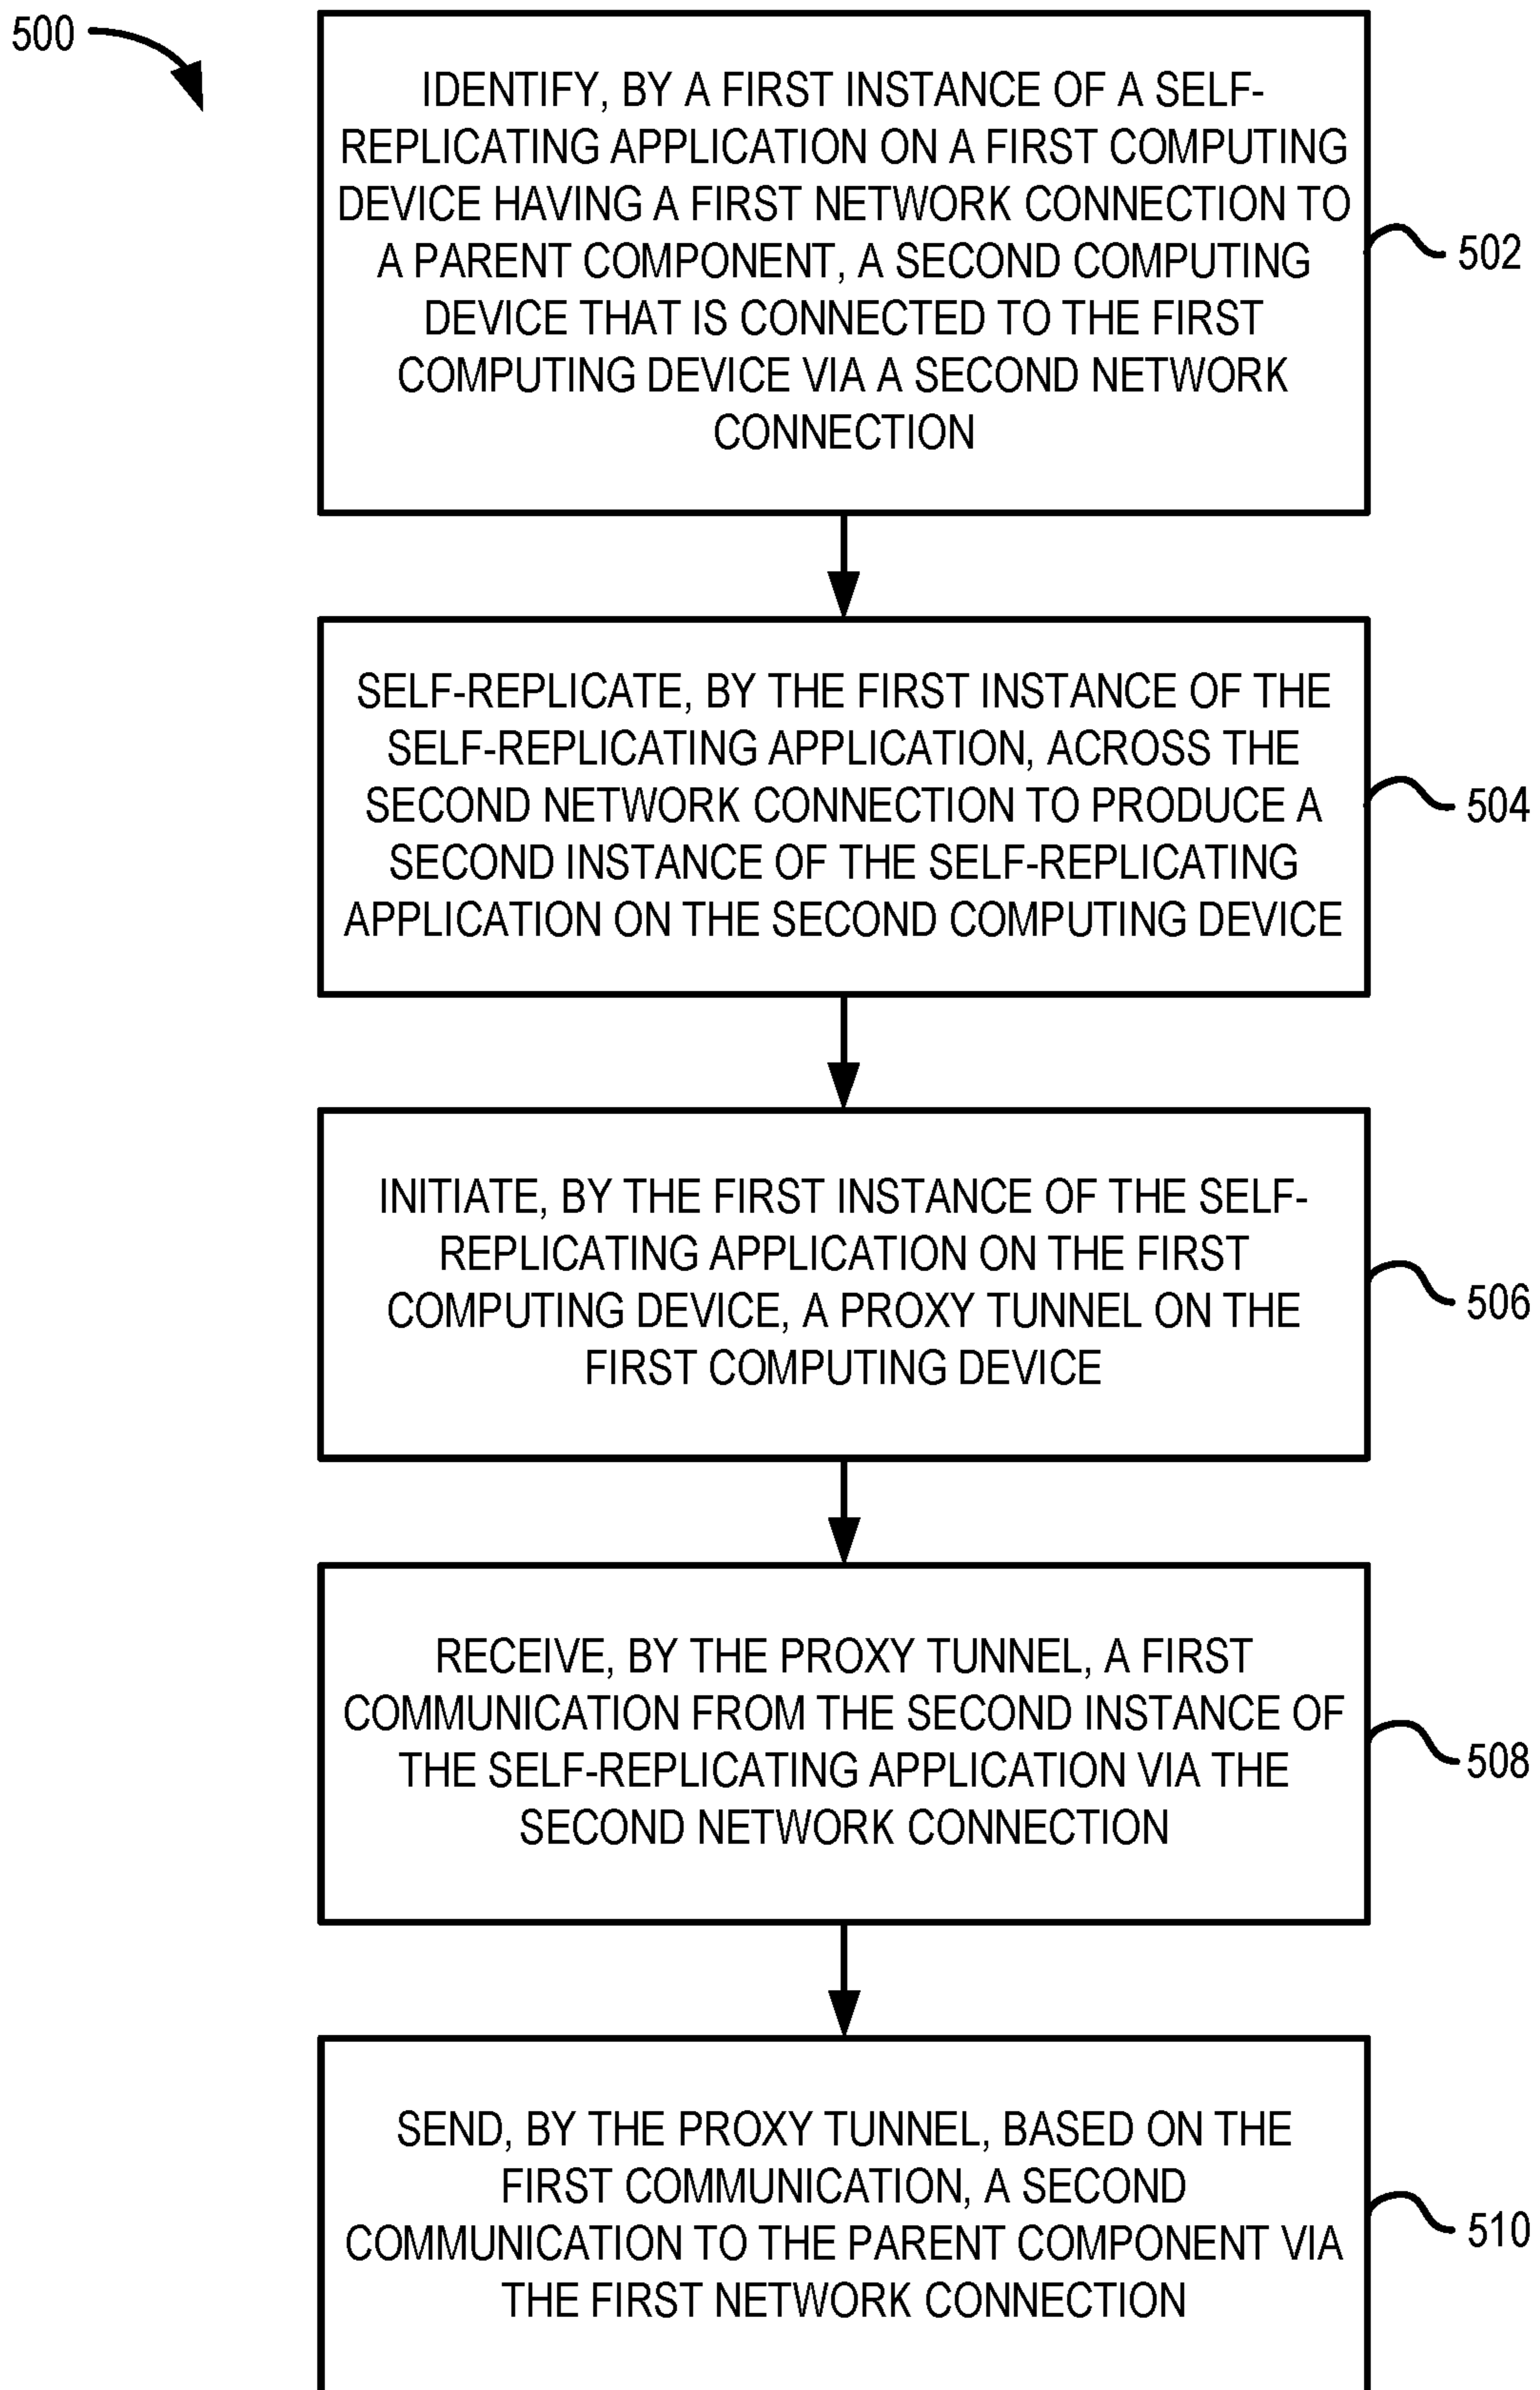 500
IDENTIFY, BY A FIRST INSTANCE OF A SELF-
REPLICATING APPLICATION ON A FIRST COMPUTING
DEVICE HAVING A FIRST NETWORK CONNECTION TO
A PARENT COMPONENT, A SECOND COMPUTING
DEVICE THAT IS CONNECTED TO THE FIRST
COMPUTING DEVICE VIA A SECOND NETWORK
CONNECTION
502
SELF-REPLICATE, BY THE FIRST INSTANCE OF THE
SELF-REPLICATING APPLICATION, ACROSS THE
SECOND NETWORK CONNECTION TO PRODUCE A
SECOND INSTANCE OF THE SELF-REPLICATING
APPLICATION ON THE SECOND COMPUTING DEVICE
504
INITIATE, BY THE FIRST INSTANCE OF THE SELF-
REPLICATING APPLICATION ON THE FIRST
COMPUTING DEVICE, A PROXY TUNNEL ON THE
FIRST COMPUTING DEVICE
506
RECEIVE, BY THE PROXY TUNNEL, A FIRST
COMMUNICATION FROM THE SECOND INSTANCE OF
THE SELF-REPLICATING APPLICATION VIA THE
SECOND NETWORK CONNECTION
508
SEND, BY THE PROXY TUNNEL, BASED ON THE
FIRST COMMUNICATION, A SECOND
COMMUNICATION TO THE PARENT COMPONENT VIA
THE FIRST NETWORK CONNECTION
510